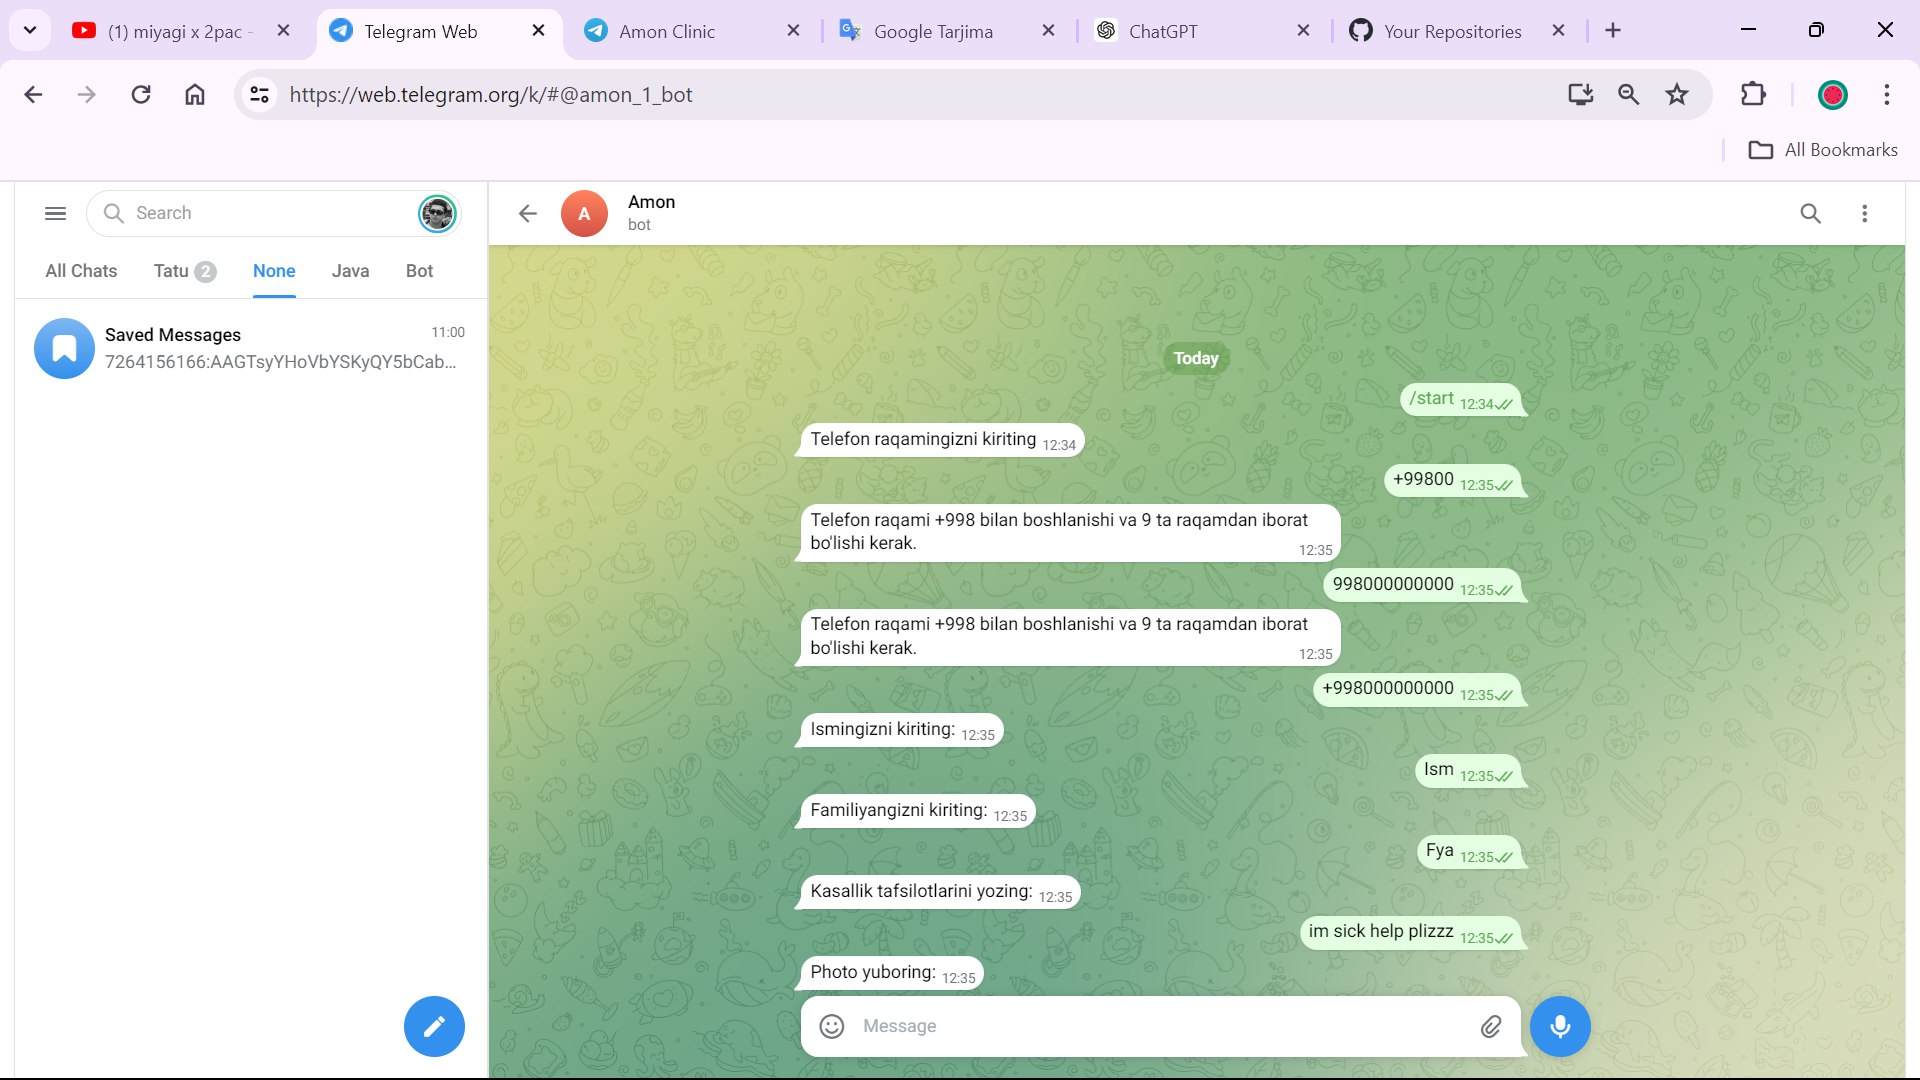 (1) miyagi x 2pac -
Telegram Web
Amon Clinic
Google Tarjima
ChatGPT
Your Repositories
https://web.telegram.org/k/#@amon_1_bot
All Bookmarks
Search
All Chats
Tatu 2
None
Java
Bot
Saved Messages 11:00
7264156166:AAGTsyYHoVbYSKyQY5bCab...
A
Amon
bot
Today
/start 12:34
Telefon raqamingizni kiriting 12:34
+99800 12:35
Telefon raqami +998 bilan boshlanishi va 9 ta raqamdan iborat
bo'lishi kerak. 12:35
998000000000 12:35
Telefon raqami +998 bilan boshlanishi va 9 ta raqamdan iborat
bo'lishi kerak. 12:35
+998000000000 12:35
Ismingizni kiriting: 12:35
Ism 12:35
Familiyangizni kiriting: 12:35
Fya 12:35
Kasallik tafsilotlarini yozing: 12:35
im sick help plizzz 12:35
Photo yuboring: 12:35
Message